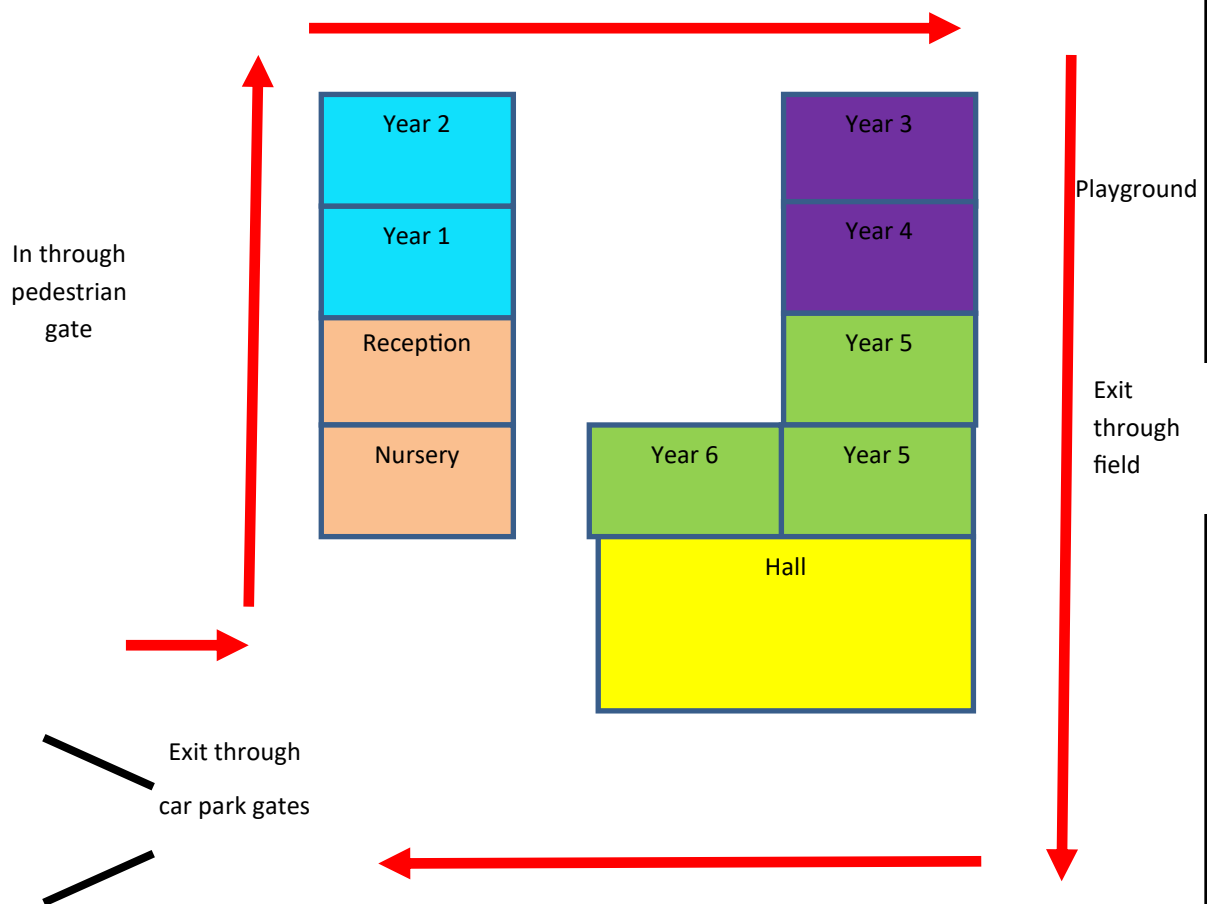 Year 2
Year 3
Playground
Year 1
Year 4
In through
pedestrian
gate
Reception
Year 5
Exit
through
field
Nursery
Year 6
Year 5
Hall
Exit through
car park gates